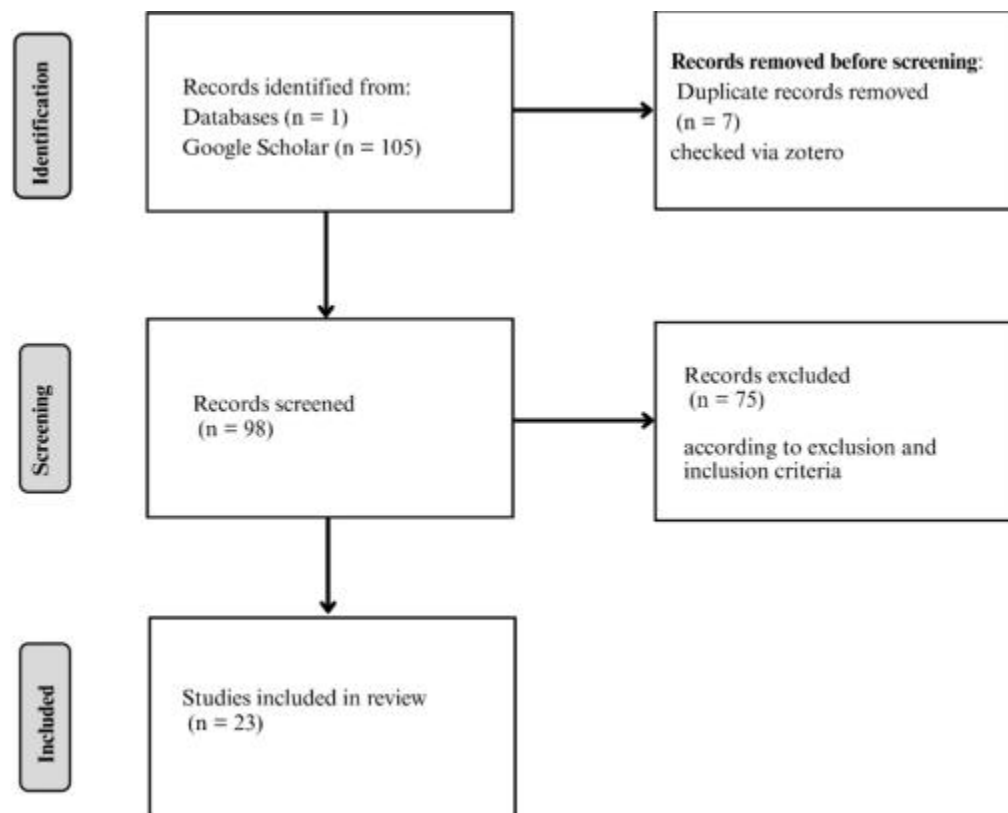 Identification
Records identified from:
Databases (n = 1)
Google Scholar (n = 105)
Records removed before screening:
Duplicate records removed
(n = 7)
checked via zotero
Screening
Records screened
(n = 98)
Records excluded
(n = 75)
according to exclusion and
inclusion criteria
Included
Studies included in review
(n = 23)